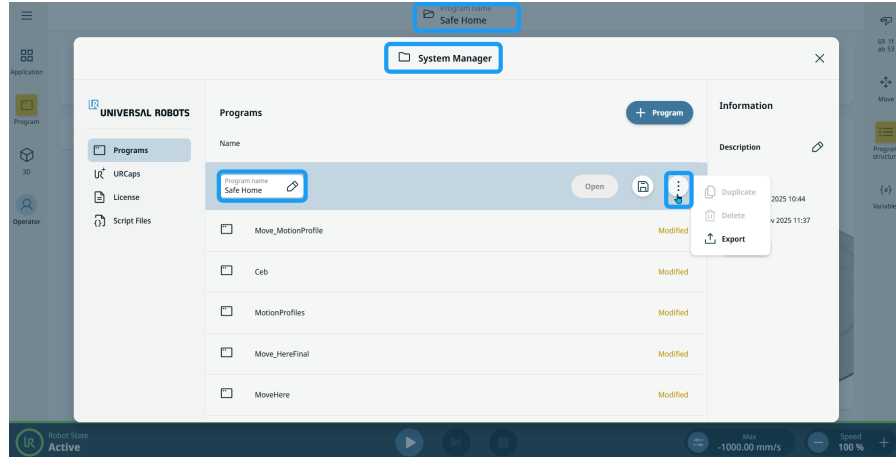 Program name
Safe Home
System Manager
Application
Program
3D
Operator
UNIVERSAL ROBOTS
Programs
URCaps
License
Script Files
Programs
+ Program
Name
Program name
Safe Home
Open
Move_MotionProfile
Modified
Ceb
Modified
MotionProfiles
Modified
Move_HereFinal
Modified
MoveHere
Modified
Information
Description
Duplicate
Delete
Export
2025 10:44
2025 11:37
69 1f
ab 53
Move
Program
structur
{x}
Variable
Robot State
Active
Max
-1000.00 mm/s
Speed
100 %